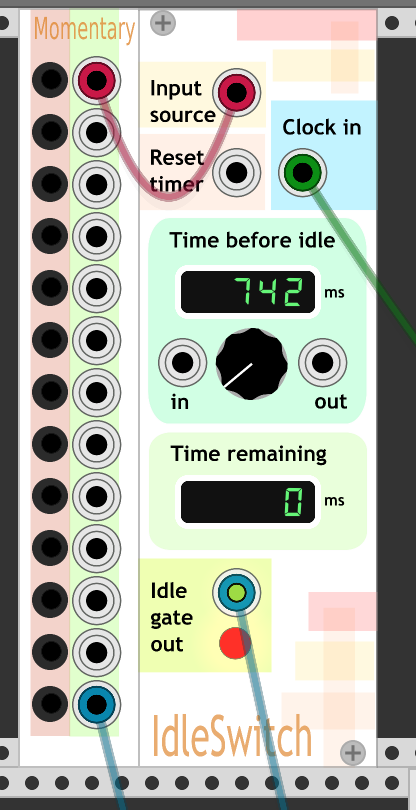 Momentary
Input
source
Clock in
Reset
timer
Time before idle
742 ms
in
out
Time remaining
0 ms
Idle
gate
out
IdleSwitch